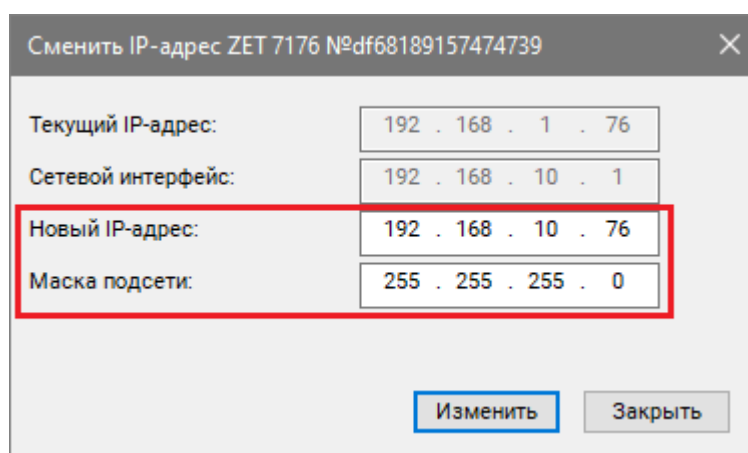 Сменить IP-адрес ZET 7176 №df68189157474739
Текущий IP-адрес: 192 . 168 . 1 . 76
Сетевой интерфейс: 192 . 168 . 10 . 1
Новый IP-адрес: 192 . 168 . 10 . 76
Маска подсети: 255 . 255 . 255 . 0
Изменить Закрыть